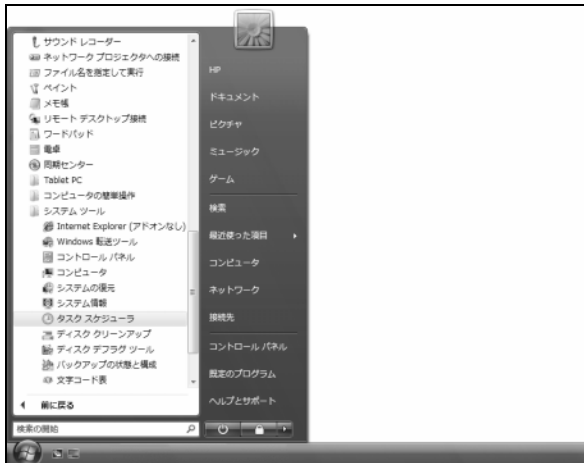 サウンド レコーダー
ネットワーク プロジェクタへの接続
ファイル名を指定して実行
ペイント
メモ帳
リモート デスクトップ接続
ワードパッド
電卓
同期センター
Tablet PC
コンピュータの簡単操作
システム ツール
Internet Explorer (アドオンなし)
Windows 転送ツール
コントロール パネル
コンピュータ
システムの復元
システム情報
タスク スケジューラ
ディスク クリーンアップ
ディスク デフラグ ツール
バックアップの状態と構成
文字コード表
前に戻る
検索の開始
HP
ドキュメント
ピクチャ
ミュージック
ゲーム
検索
最近使った項目
コンピュータ
ネットワーク
接続先
コントロール パネル
既定のプログラム
ヘルプとサポート